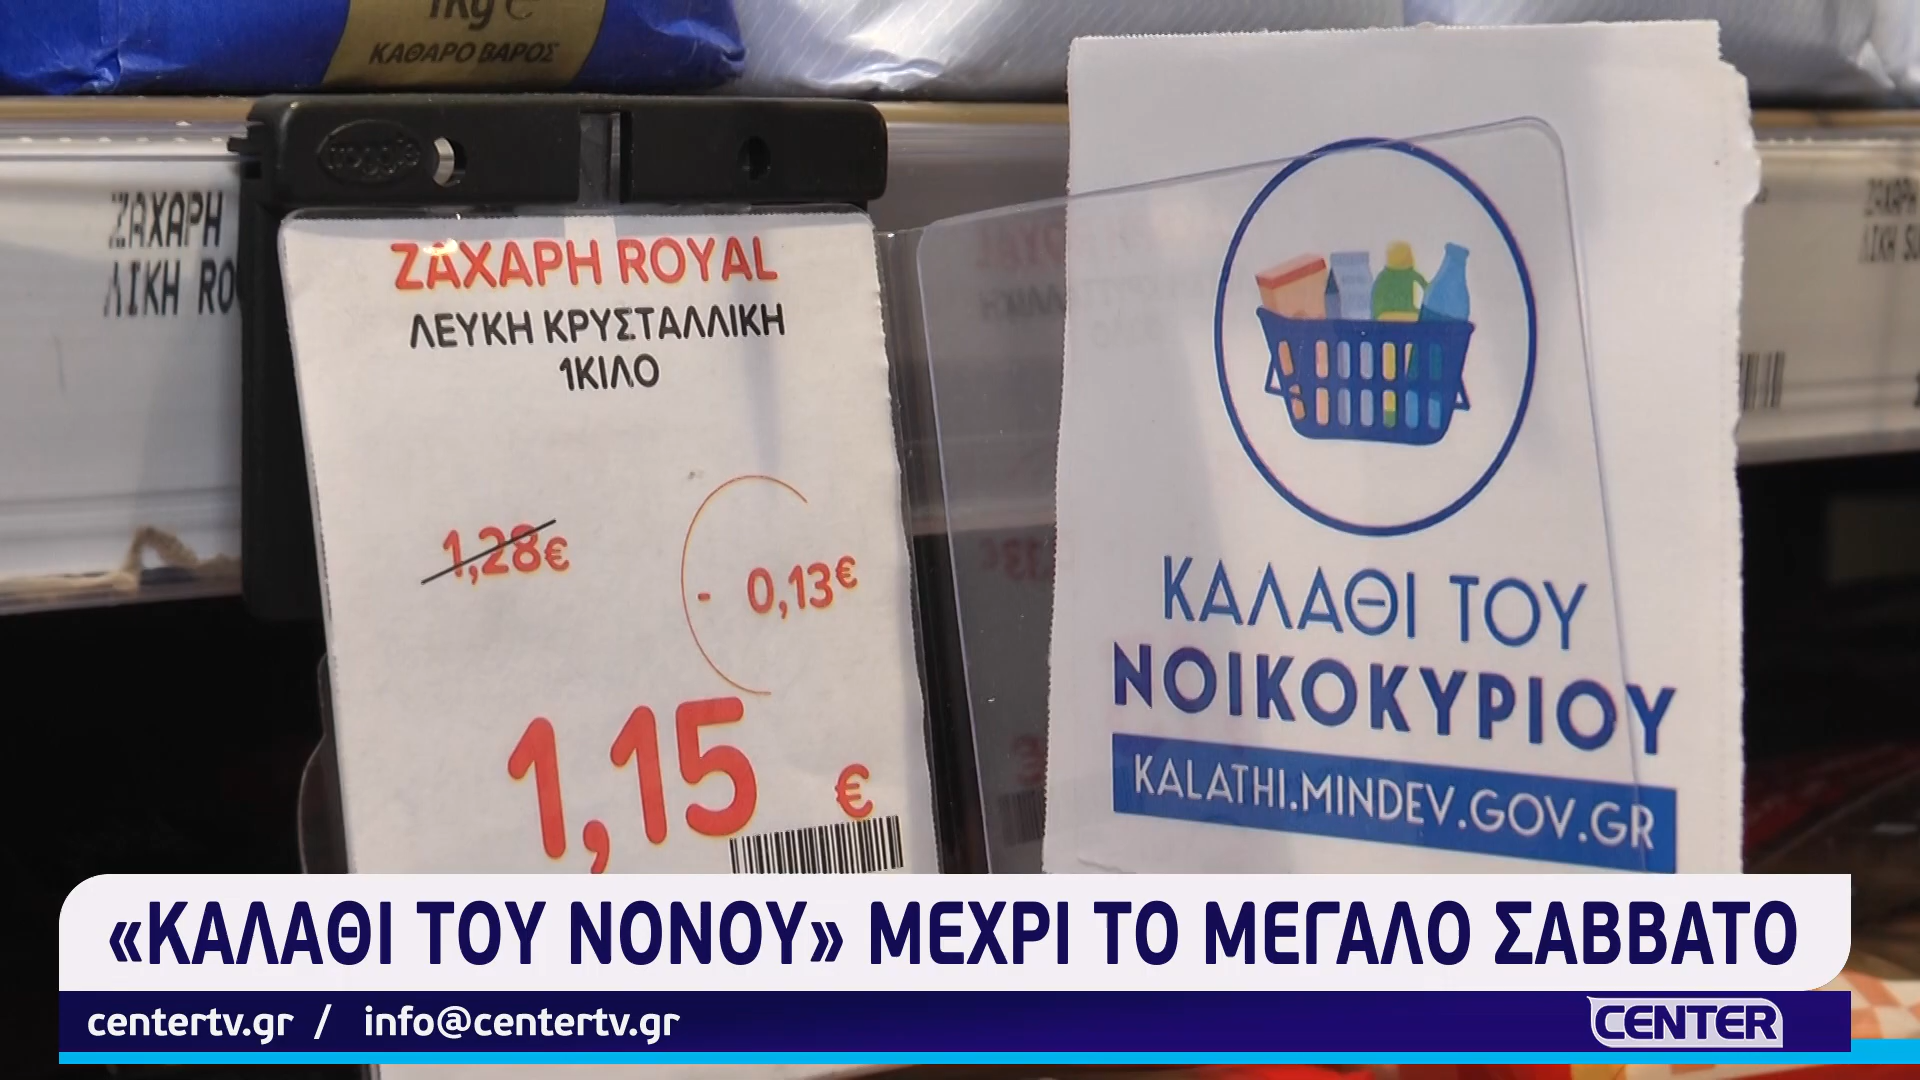 1Kg ℮
ΚΑΘΑΡΟ ΒΑΡΟΣ
ΖΑΧΑΡΗ
ΛΙΚΗ RO
ΖΑΧΑΡΗ ROYAL
ΛΕΥΚΗ ΚΡΥΣΤΑΛΛΙΚΗ
1ΚΙΛΟ
1,28€
- 0,13€
1,15 €
ΚΑΛΑΘΙ ΤΟΥ
ΝΟΙΚΟΚΥΡΙΟΥ
KALATHI.MINDEV.GOV.GR
«ΚΑΛΑΘΙ ΤΟΥ ΝΟΝΟΥ» ΜΕΧΡΙ ΤΟ ΜΕΓΑΛΟ ΣΑΒΒΑΤΟ
centertv.gr / info@centertv.gr
CENTER